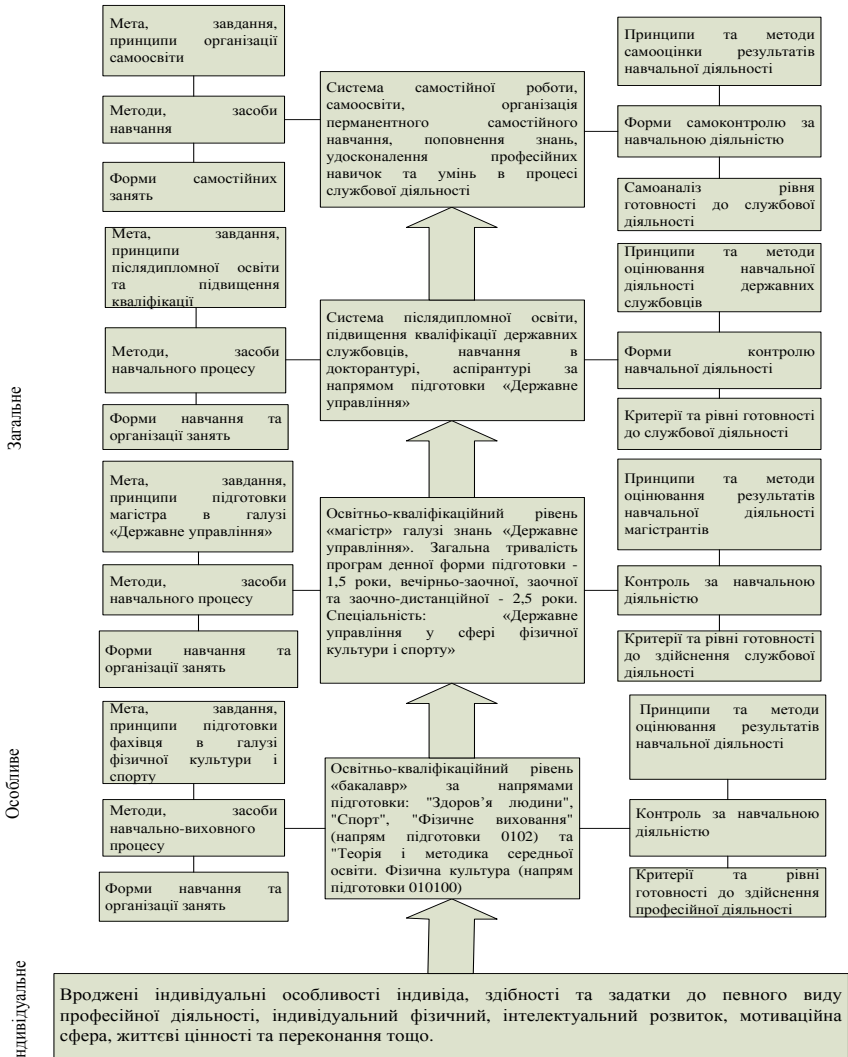 Мета, завдання,
принципи організації
самоосвіти
Методи, засоби
навчання
Форми самостійних
занять
Система самостійної роботи,
самоосвіти, організація
перманентного самостійного
навчання, поповнення знань,
удосконалення професійних
навичок та умінь в процесі
службової діяльності
Принципи та методи
самооцінки результатів
навчальної діяльності
Форми самоконтролю за
навчальною діяльністю
Самоаналіз рівня
готовності до службової
діяльності
Загальне
Мета, завдання,
принципи
післядипломної освіти
та підвищення
кваліфікації
Методи, засоби
навчального процесу
Форми навчання та
організації занять
Система післядипломної освіти,
підвищення кваліфікації державних
службовців, навчання в
докторантурі, аспірантурі за
напрямом підготовки «Державне
управління»
Принципи та методи
оцінювання навчальної
діяльності державних
службовців
Форми контролю
навчальної діяльності
Критерії та рівні готовності
до службової діяльності
Мета, завдання,
принципи підготовки
магістра в галузі
«Державне управління»
Методи, засоби
навчального процесу
Форми навчання та
організації занять
Освітньо-кваліфікаційний рівень
«магістр» галузі знань «Державне
управління». Загальна тривалість
програм денної форми підготовки -
1,5 роки, вечірньо-заочної, заочної
та заочно-дистанційної - 2,5 роки.
Спеціальність: «Державне
управління у сфері фізичної
культури і спорту»
Принципи та методи
оцінювання результатів
навчальної діяльності
магістрантів
Контроль за навчальною
діяльністю
Критерії та рівні готовності
до здійснення службової
діяльності
Особливе
Мета, завдання,
принципи підготовки
фахівця в галузі
фізичної культури і
спорту
Методи, засоби
навчально-виховного
процесу
Форми навчання та
організації занять
Освітньо-кваліфікаційний рівень
«бакалавр» за напрямами
підготовки: "Здоров’я людини",
"Спорт", "Фізичне виховання"
(напрям підготовки 0102) та
"Теорія і методика середньої
освіти. Фізична культура (напрям
підготовки 010100)
Принципи та методи
оцінювання результатів
навчальної діяльності
Контроль за навчальною
діяльністю
Критерії та рівні
готовності до здійснення
професійної діяльності
ндивідуальне
Вроджені індивідуальні особливості індивіда, здібності та задатки до певного виду
професійної діяльності, індивідуальний фізичний, інтелектуальний розвиток, мотиваційна
сфера, життєві цінності та переконання тощо.